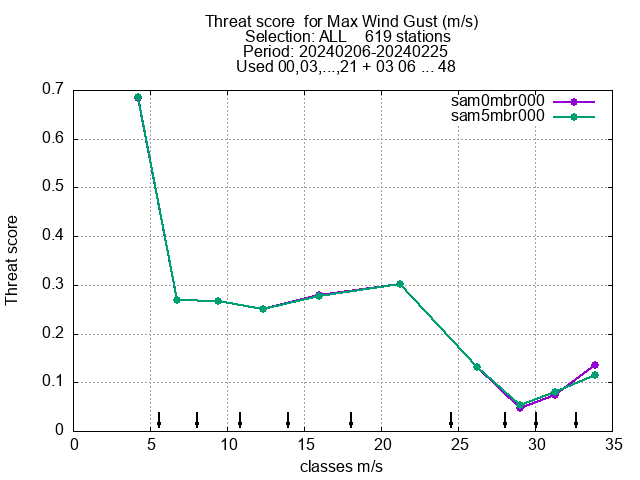 Threat score  for Max Wind Gust (m/s)
Selection: ALL    619 stations
Period: 20240206-20240225
Used 00,03,...,21 + 03 06 ... 48
sam0mbr000
sam5mbr000
0.7
0.6
0.5
0.4
0.3
0.2
0.1
0
Threat score
0 5 10 15 20 25 30 35
classes m/s